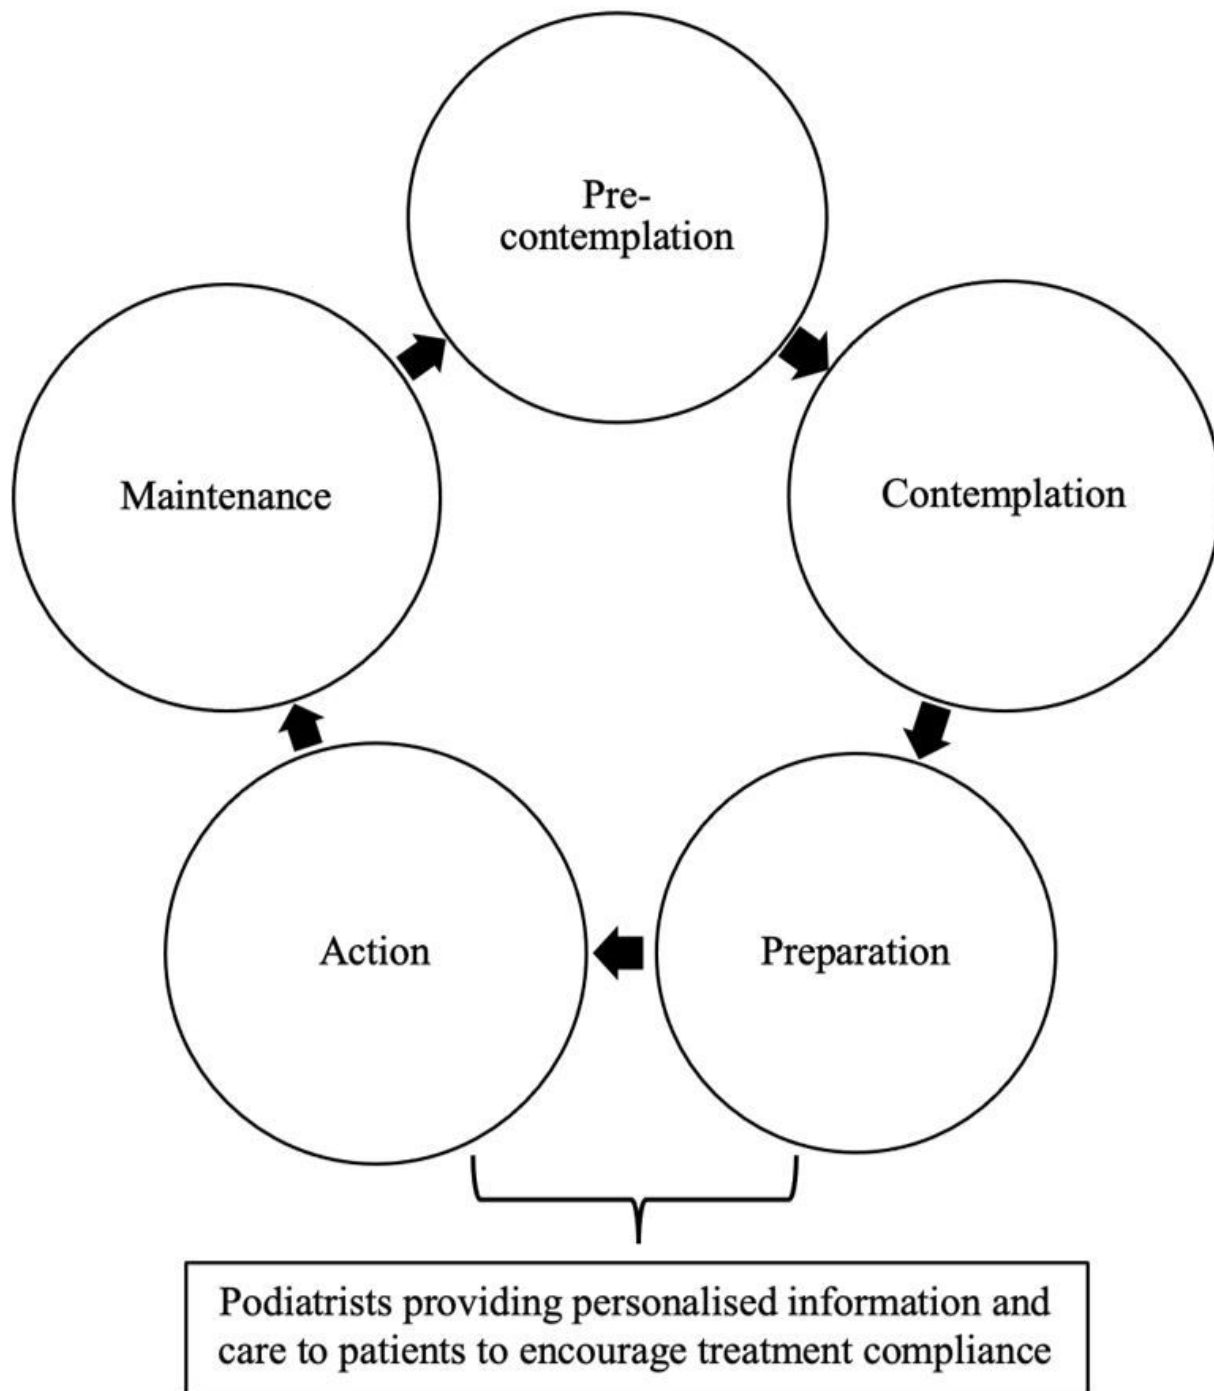 Pre-
contemplation
Contemplation
Preparation
Action
Maintenance
Podiatrists providing personalised information and
care to patients to encourage treatment compliance